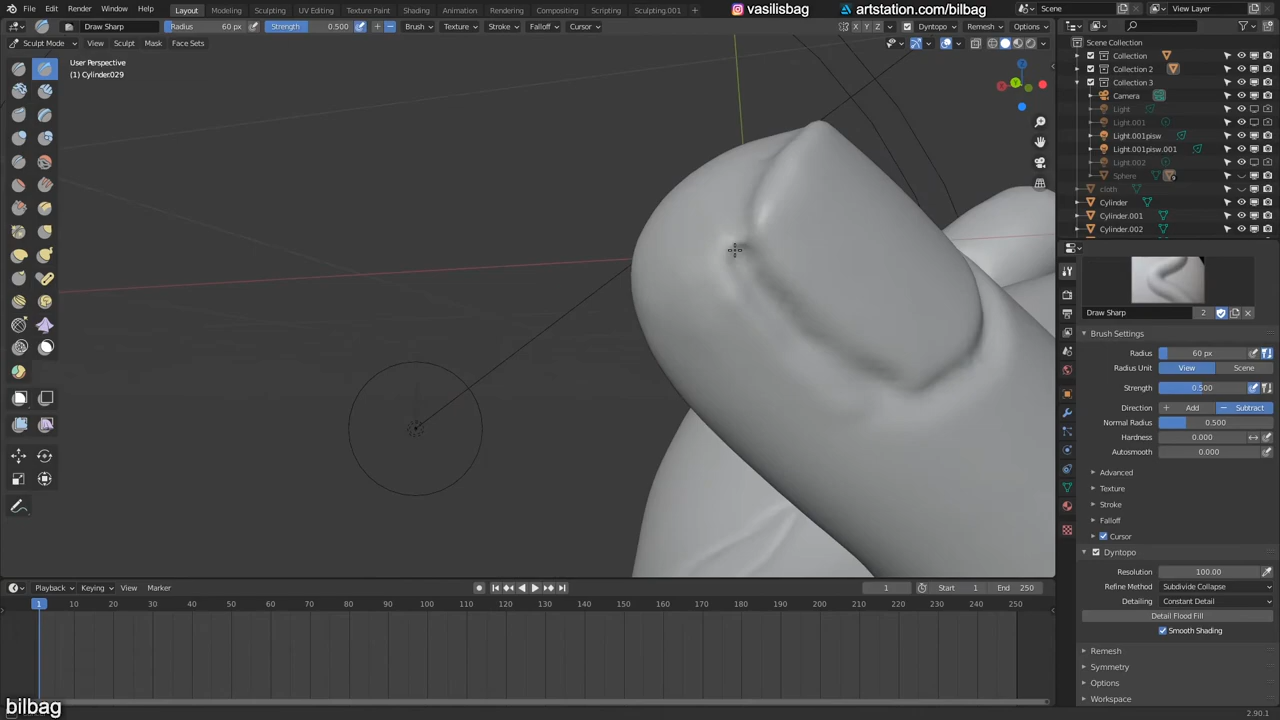 File Edit Render Window Help Layout Modeling Sculpting UV Editing Texture Paint Shading Animation Rendering Compositing Scripting Sculpting.001 + vasilisbag artstation.com/bilbag Scene View Layer
Draw Sharp Radius 60 px Strength 0.500 + − Brush Texture Stroke Falloff Cursor X Y Z Dyntopo Remesh Options
Sculpt Mode View Sculpt Mask Face Sets
Scene Collection
User Perspective
(1) Cylinder.029
Collection
Collection 2
Collection 3
Camera
Light
Light.001
Light.001pisw
Light.001pisw.001
Light.002
Sphere
cloth
Cylinder
Cylinder.001
Cylinder.002
Y
Draw Sharp 2
Brush Settings
Radius 60 px
Radius Unit View Scene
Strength 0.500
Direction + Add − Subtract
Normal Radius 0.500
Hardness 0.000
Autosmooth 0.000
Advanced
Texture
Stroke
Falloff
Cursor
Dyntopo
Resolution 100.00
Refine Method Subdivide Collapse
Detailing Constant Detail
Detail Flood Fill
Smooth Shading
Remesh
Symmetry
Options
Workspace
Playback Keying View Marker 1 Start 1 End 250
1 10 20 30 40 50 60 70 80 90 100 110 120 130 140 150 160 170 180 190 200 210 220 230 240 250
bilbag
2.90.1